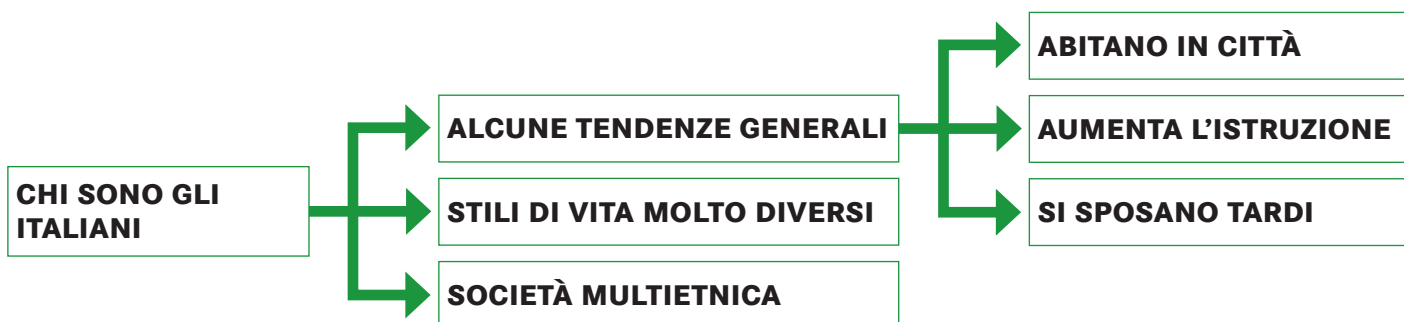 CHI SONO GLI
ITALIANI
ALCUNE TENDENZE GENERALI
STILI DI VITA MOLTO DIVERSI
SOCIETÀ MULTIETNICA
ABITANO IN CITTÀ
AUMENTA L’ISTRUZIONE
SI SPOSANO TARDI